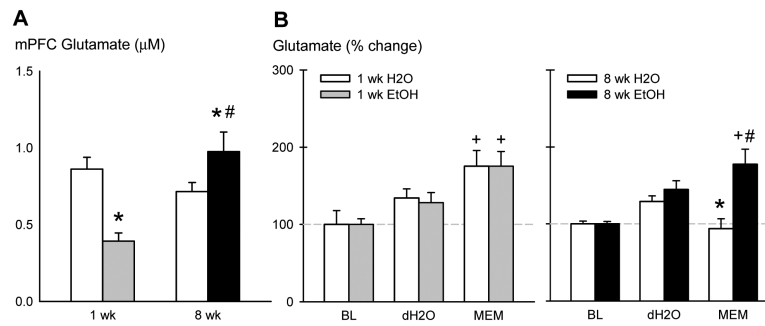 A
mPFC Glutamate (μM)
1.5
1.0
0.5
0.0
*
*#
1 wk
8 wk
B
Glutamate (% change)
300
200
100
0
1 wk H2O
1 wk EtOH
+ +
BL dH2O MEM
8 wk H2O
8 wk EtOH
*
+#
BL dH2O MEM